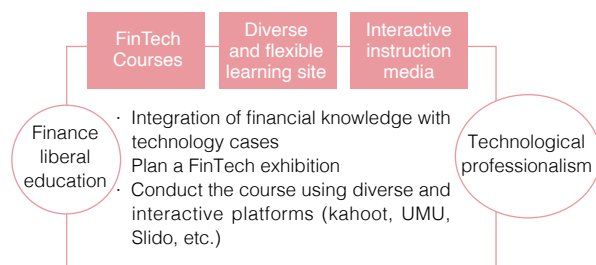 FinTech
Courses
Diverse
and flexible
learning site
Interactive
instruction
media
Finance
liberal
education
· Integration of financial knowledge with
technology cases
Plan a FinTech exhibition
· Conduct the course using diverse and
interactive platforms (kahoot, UMU,
Slido, etc.)
Technological
professionalism